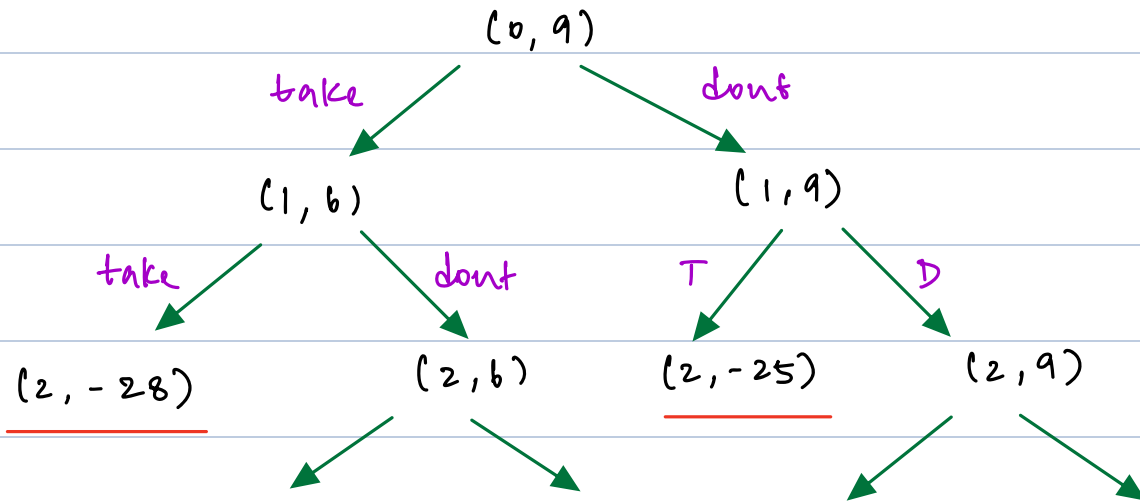 (0, 9)
take
dont
(1, 6)
(1, 9)
take
dont
T
D
(2, -28)
(2, 6)
(2, -25)
(2, 9)